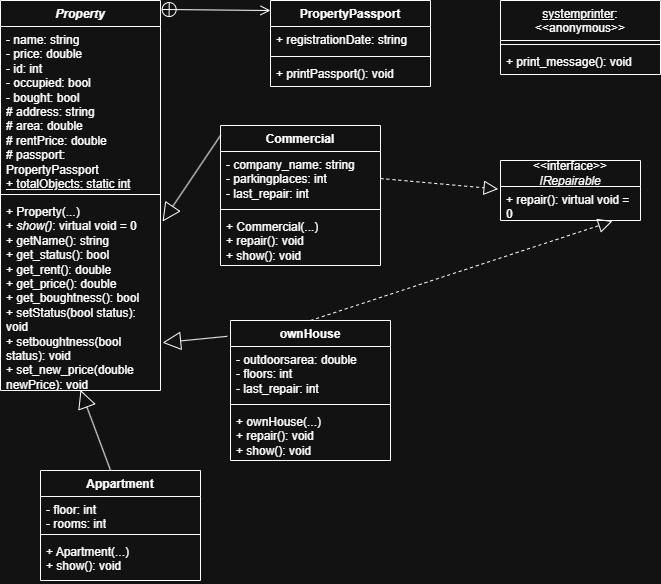 Property
- name: string
- price: double
- id: int
- occupied: bool
- bought: bool
# address: string
# area: double
# rentPrice: double
# passport:
PropertyPassport
+ totalObjects: static int
+ Property(...)
+ show(): virtual void = 0
+ getName(): string
+ get_status(): bool
+ get_rent(): double
+ get_price(): double
+ get_boughtness(): bool
+ setStatus(bool status):
void
+ setboughtness(bool
status): void
+ set_new_price(double
newPrice): void
PropertyPassport
+ registrationDate: string
+ printPassport(): void
systemprinter:
<<anonymous>>
+ print_message(): void
Commercial
- company_name: string
- parkingplaces: int
- last_repair: int
+ Commercial(...)
+ repair(): void
+ show(): void
<<interface>>
IRepairable
+ repair(): virtual void =
0
ownHouse
- outdoorsarea: double
- floors: int
- last_repair: int
+ ownHouse(...)
+ repair(): void
+ show(): void
Appartment
- floor: int
- rooms: int
+ Apartment(...)
+ show(): void